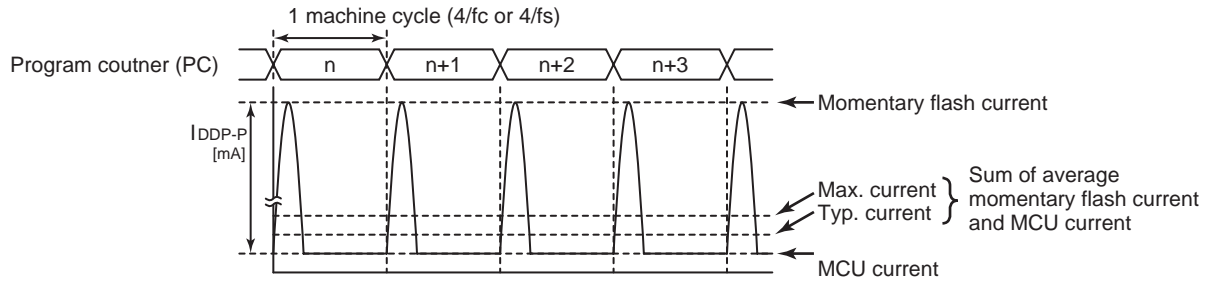 1 machine cycle (4/fc or 4/fs)
Program coutner (PC)
n
n+1
n+2
n+3
Momentary flash current
IDDP-P
[mA]
Max. current
Typ. current
Sum of average
momentary flash current
and MCU current
MCU current